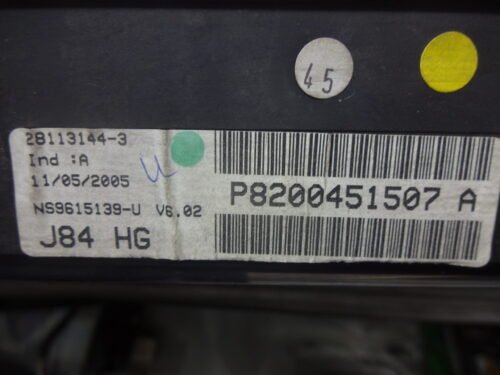 45
28113144-3
Ind :A
11/05/2005
NS9615139-U V6.02
J84 HG
P8200451507 A